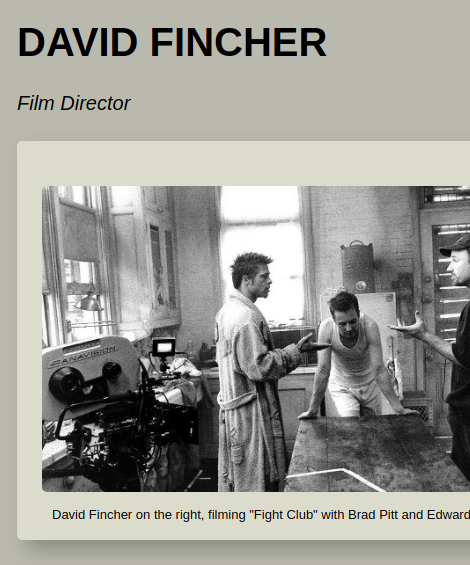 DAVID FINCHER
Film Director
PANAVISION
David Fincher on the right, filming "Fight Club" with Brad Pitt and Edward